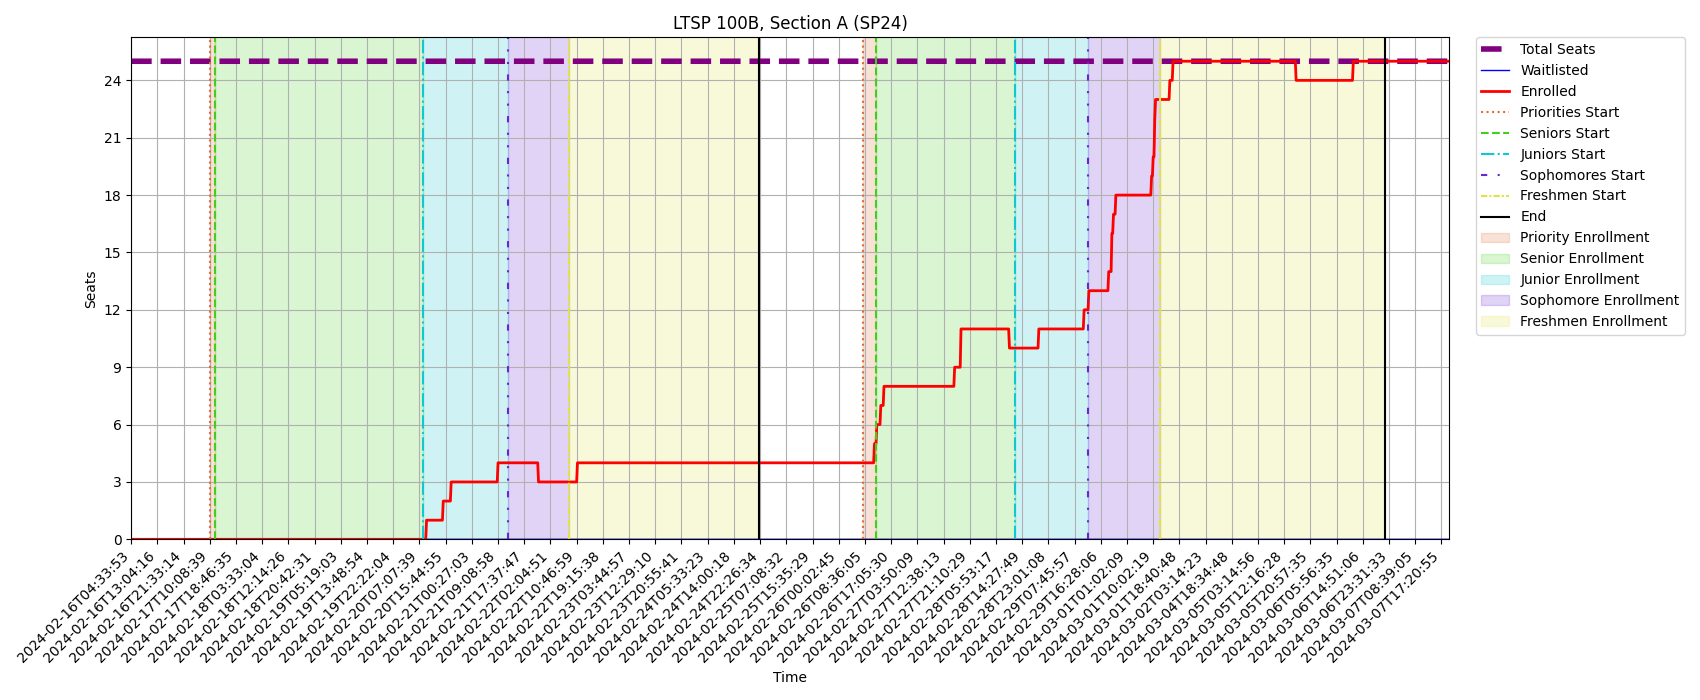 LTSP 100B, Section A (SP24)
Seats
24
21
18
15
12
9
6
3
0
2024-02-16T04:33:53
2024-02-16T13:04:16
2024-02-16T21:33:14
2024-02-17T10:08:39
2024-02-17T18:46:35
2024-02-18T03:33:04
2024-02-18T12:14:26
2024-02-18T20:42:31
2024-02-19T05:19:03
2024-02-19T13:48:54
2024-02-19T22:22:04
2024-02-20T07:07:39
2024-02-20T15:44:55
2024-02-21T00:27:03
2024-02-21T09:08:58
2024-02-21T17:37:47
2024-02-22T02:04:51
2024-02-22T10:46:59
2024-02-22T19:15:38
2024-02-23T03:44:57
2024-02-23T12:29:10
2024-02-23T20:55:41
2024-02-24T05:33:23
2024-02-24T14:00:18
2024-02-24T22:26:34
2024-02-25T07:08:32
2024-02-25T15:35:29
2024-02-26T00:02:45
2024-02-26T08:36:05
2024-02-26T17:05:30
2024-02-27T03:50:09
2024-02-27T12:38:13
2024-02-27T21:10:29
2024-02-28T05:53:17
2024-02-28T14:27:49
2024-02-28T23:01:08
2024-02-29T07:45:57
2024-02-29T16:28:06
2024-03-01T01:02:09
2024-03-01T10:02:19
2024-03-01T18:40:48
2024-03-02T03:14:23
2024-03-04T18:34:48
2024-03-05T03:14:56
2024-03-05T12:16:28
2024-03-05T20:57:35
2024-03-06T05:56:35
2024-03-06T14:51:06
2024-03-06T23:31:33
2024-03-07T08:39:05
2024-03-07T17:20:55
Time
Total Seats
Waitlisted
Enrolled
Priorities Start
Seniors Start
Juniors Start
Sophomores Start
Freshmen Start
End
Priority Enrollment
Senior Enrollment
Junior Enrollment
Sophomore Enrollment
Freshmen Enrollment